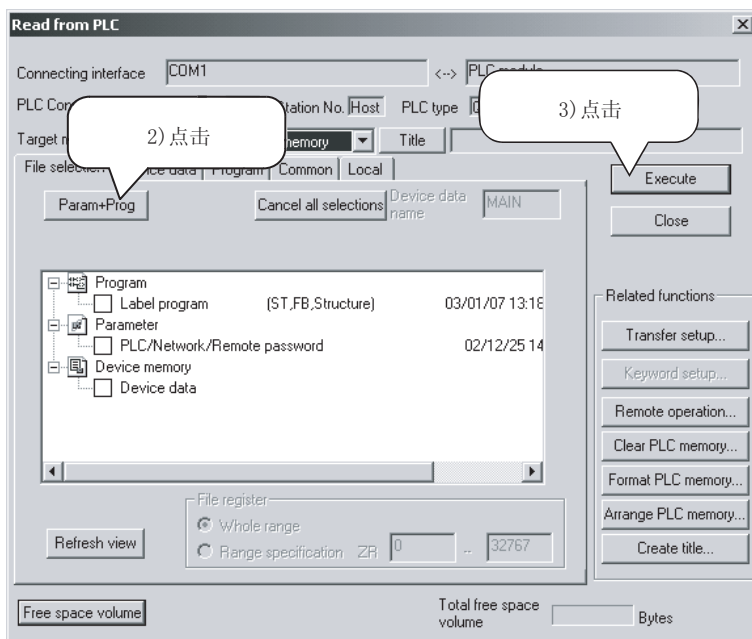 Read from PLC
Connecting interface COM1 <--> PLC module
PLC Con Station No. Host PLC type
Target m memory Title
2)点击
3)点击
File selection data Program Common Local
Param+Prog Cancel all selections Device data name MAIN
Execute
Close
Program
Label program (ST,FB,Structure) 03/01/07 13:18
Parameter
PLC/Network/Remote password 02/12/25 14
Device memory
Device data
Related functions
Transfer setup...
Keyword setup...
Remote operation...
Clear PLC memory...
Format PLC memory...
Arrange PLC memory...
Create title...
File register
Whole range
Range specification ZR 0 .. 32767
Refresh view
Free space volume
Total free space volume Bytes